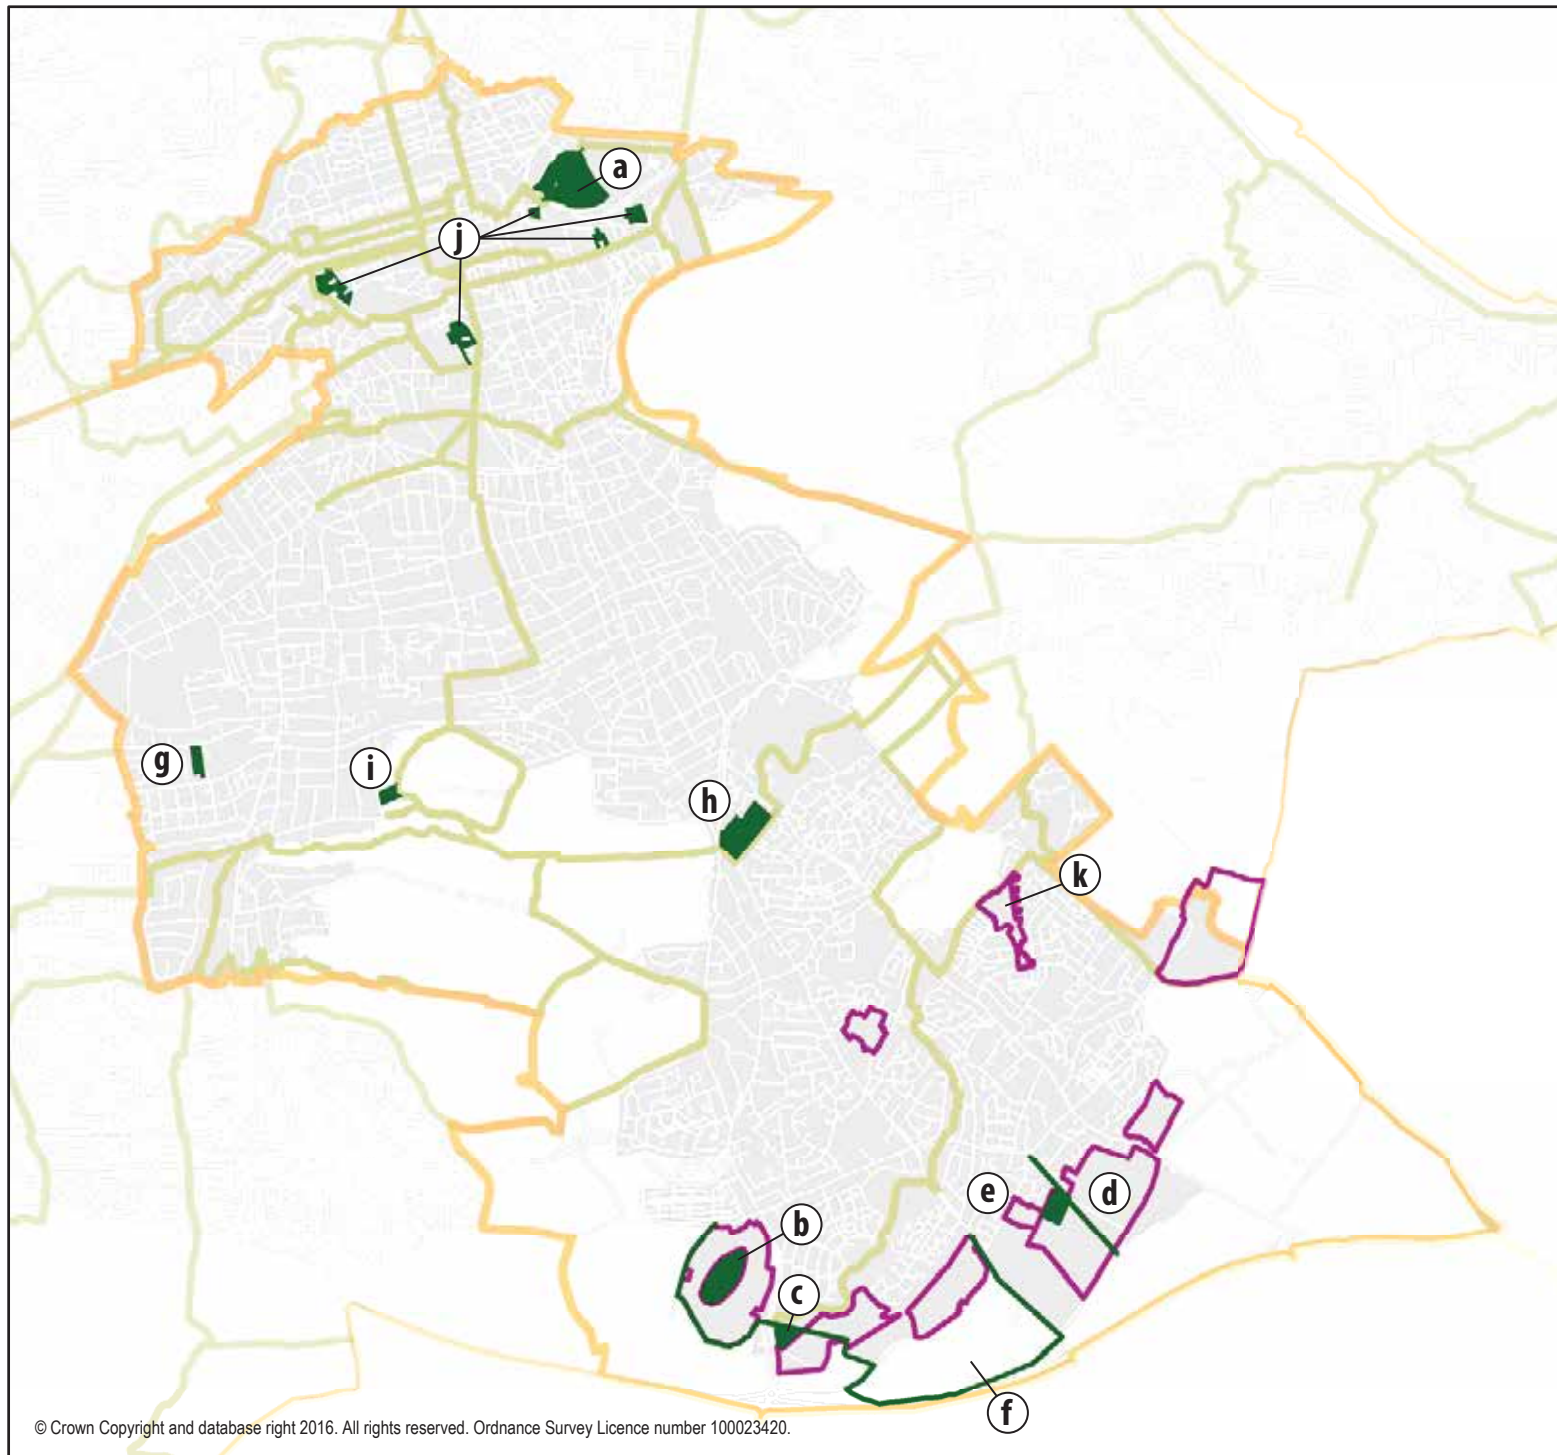 a
j
g
i
h
k
e
d
b
c
f
© Crown Copyright and database right 2016. All rights reserved. Ordnance Survey Licence number 100023420.